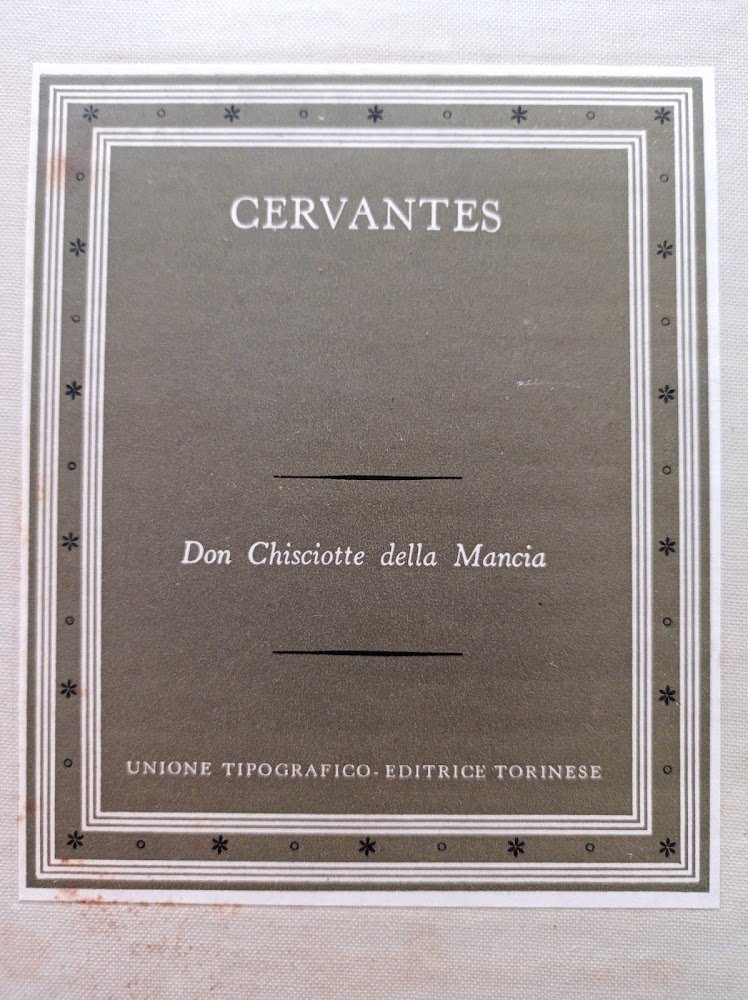 CERVANTES
Don Chisciotte della Mancia
UNIONE TIPOGRAFICO-EDITRICE TORINESE